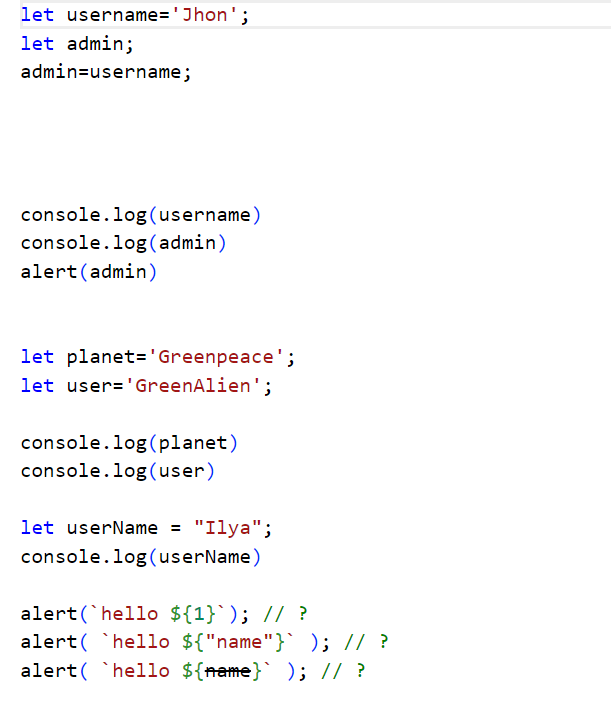 let username='Jhon';
let admin;
admin=username;
console.log(username)
console.log(admin)
alert(admin)
let planet='Greenpeace';
let user='GreenAlien';
console.log(planet)
console.log(user)
let userName = "Ilya";
console.log(userName)
alert(`hello ${1}`); // ?
alert( `hello ${"name"}` ); // ?
alert( `hello ${name}` ); // ?